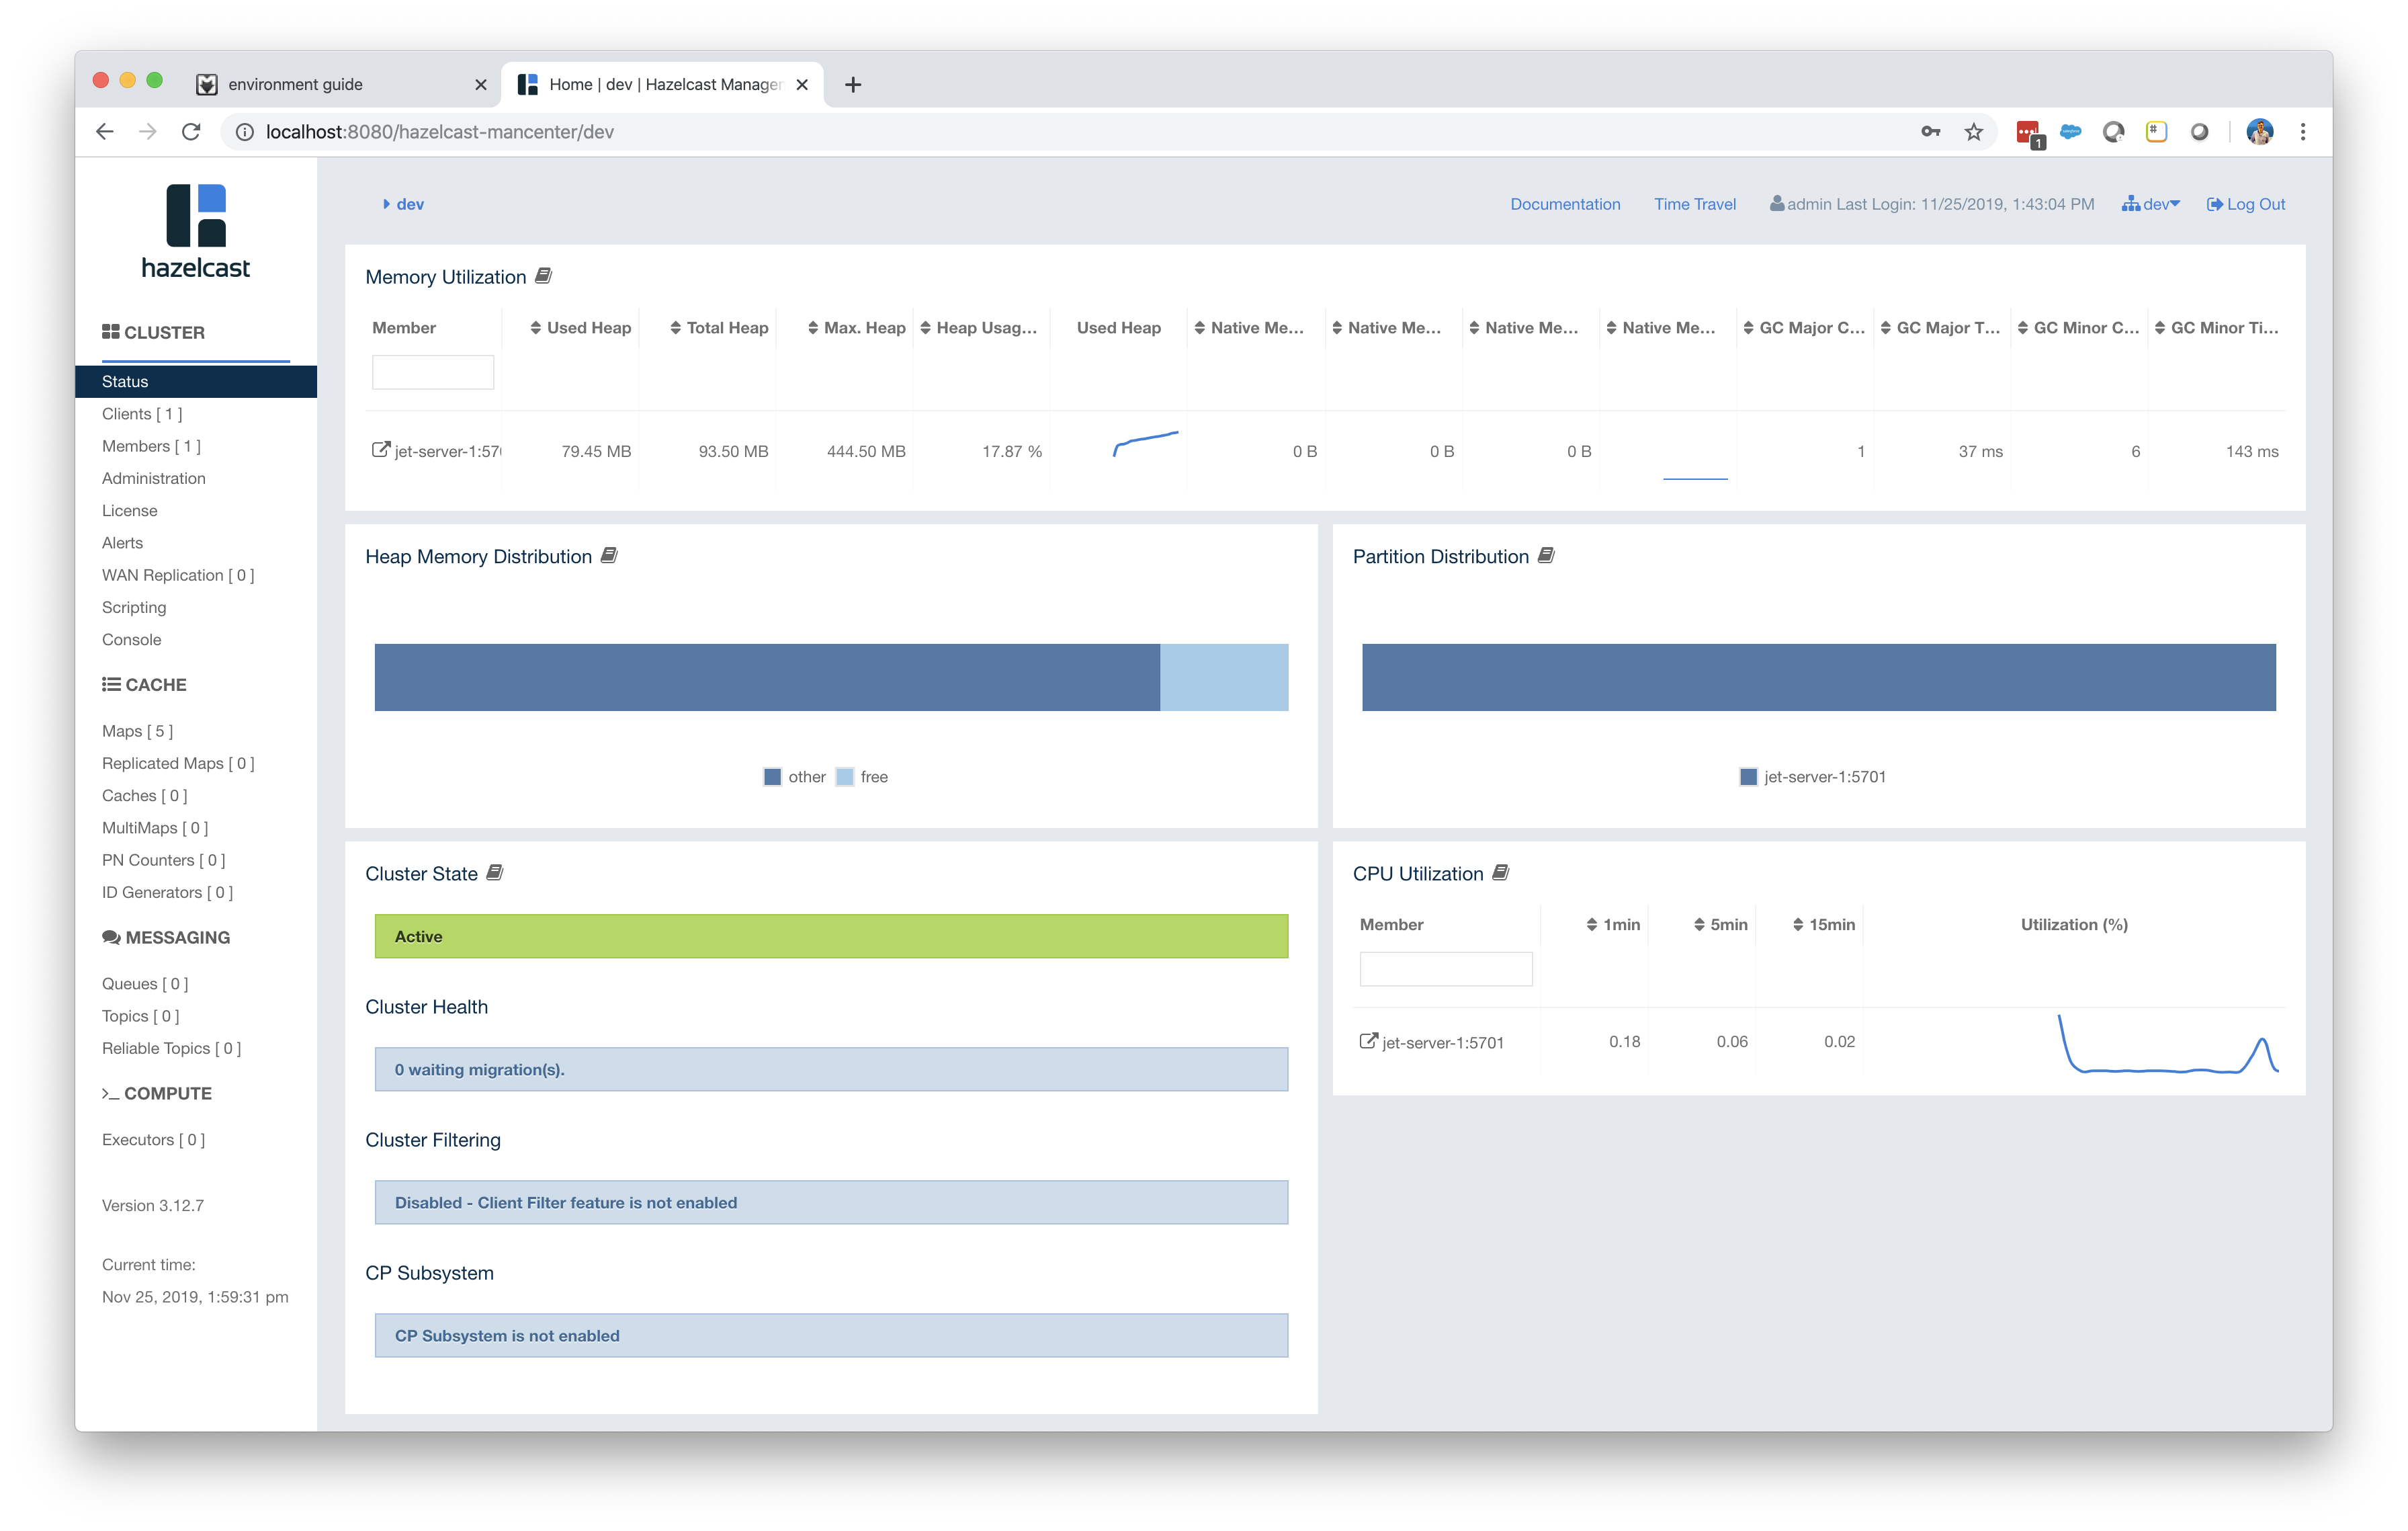 environment guide
Home | dev | Hazelcast Manager
localhost:8080/hazelcast-mancenter/dev
1
hazelcast
dev
Documentation Time Travel admin Last Login: 11/25/2019, 1:43:04 PM dev Log Out
CLUSTER
Status
Clients [ 1 ]
Members [ 1 ]
Administration
License
Alerts
WAN Replication [ 0 ]
Scripting
Console
CACHE
Maps [ 5 ]
Replicated Maps [ 0 ]
Caches [ 0 ]
MultiMaps [ 0 ]
PN Counters [ 0 ]
ID Generators [ 0 ]
MESSAGING
Queues [ 0 ]
Topics [ 0 ]
Reliable Topics [ 0 ]
COMPUTE
Executors [ 0 ]
Version 3.12.7
Current time:
Nov 25, 2019, 1:59:31 pm
Memory Utilization
Member Used Heap Total Heap Max. Heap Heap Usag... Used Heap Native Me... Native Me... Native Me... Native Me... GC Major C... GC Major T... GC Minor C... GC Minor Ti...
jet-server-1:570 79.45 MB 93.50 MB 444.50 MB 17.87 % 0 B 0 B 0 B 1 37 ms 6 143 ms
Heap Memory Distribution
other free
Partition Distribution
jet-server-1:5701
Cluster State
Active
Cluster Health
0 waiting migration(s).
Cluster Filtering
Disabled - Client Filter feature is not enabled
CP Subsystem
CP Subsystem is not enabled
CPU Utilization
Member 1min 5min 15min Utilization (%)
jet-server-1:5701 0.18 0.06 0.02